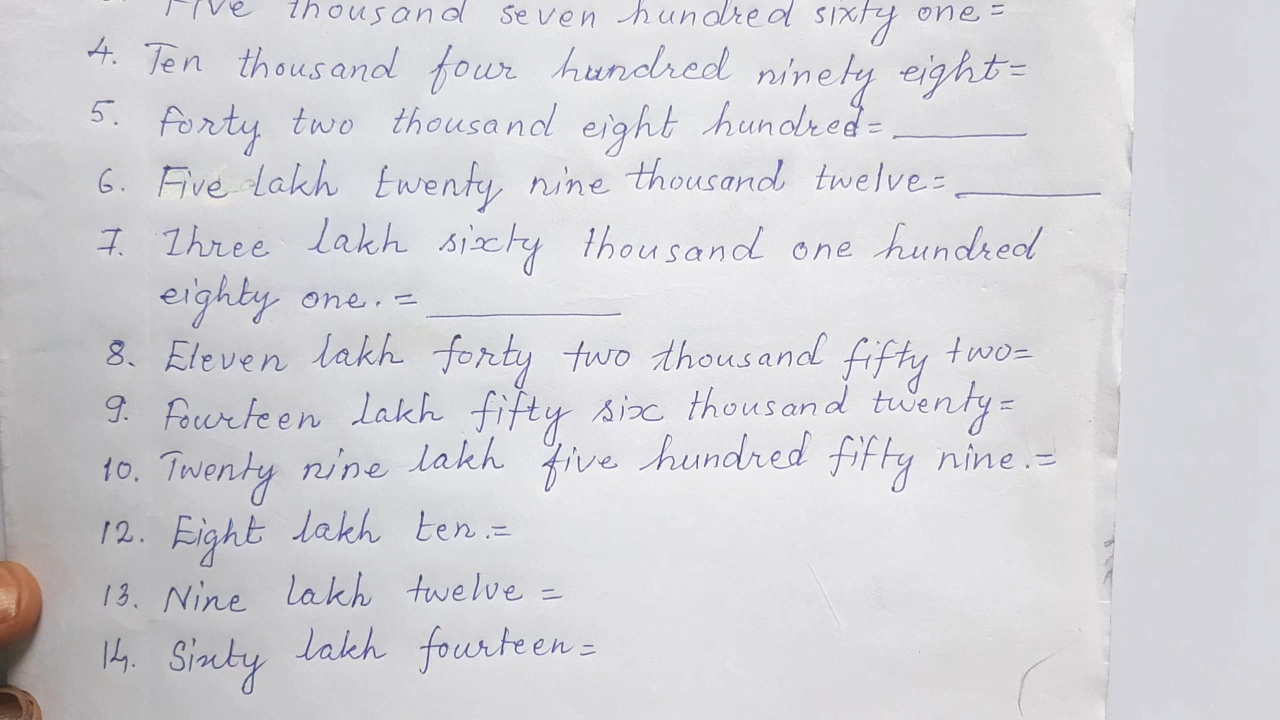 Five thousand seven hundred sixty one =
4. Ten thousand four hundred ninety eight =
5. forty two thousand eight hundred = ______
6. Five lakh twenty nine thousand twelve = ______
7. Three lakh sixty thousand one hundred
eighty one. = ______
8. Eleven lakh forty two thousand fifty two =
9. fourteen lakh fifty six thousand twenty =
10. Twenty nine lakh five hundred fifty nine. =
12. Eight lakh ten. =
13. Nine lakh twelve =
14. Sixty lakh fourteen =